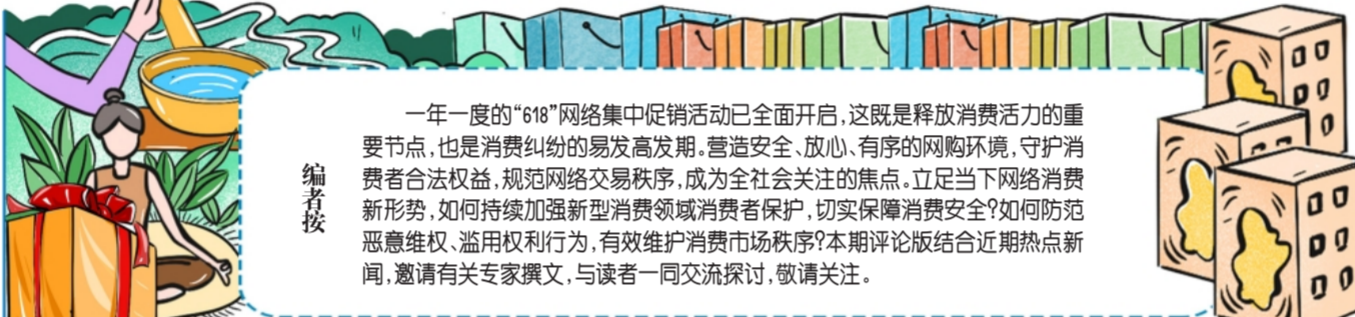 编者按
一年一度的“618”网络集中促销活动已全面开启，这既是释放消费活力的重
要节点，也是消费纠纷的易发高发期。营造安全、放心、有序的网购环境，守护消
费者合法权益，规范网络交易秩序，成为全社会关注的焦点。立足当下网络消费
新形势，如何持续加强新型消费领域消费者保护，切实保障消费安全？如何防范
恶意维权、滥用权利行为，有效维护消费市场秩序？本期评论版结合近期热点新
闻，邀请有关专家撰文，与读者一同交流探讨，敬请关注。